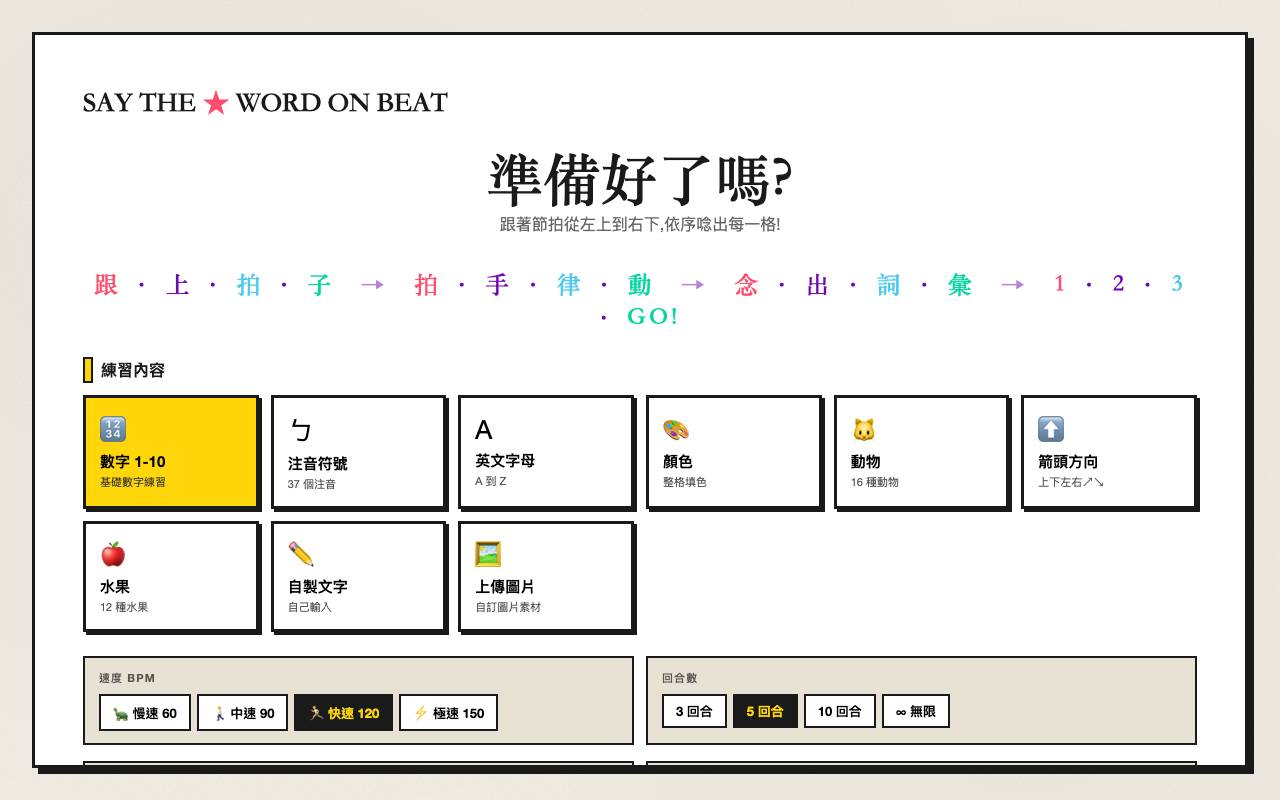 SAY THE ★ WORD ON BEAT
準備好了嗎?
跟著節拍從左上到右下,依序唸出每一格!
跟 · 上 · 拍 · 子 → 拍 · 手 · 律 · 動 → 念 · 出 · 詞 · 彙 → 1 · 2 · 3
· GO!
練習內容
數字 1-10
基礎數字練習
ㄅ
注音符號
37 個注音
A
英文字母
A 到 Z
顏色
整格填色
動物
16 種動物
箭頭方向
上下左右↗↘
水果
12 種水果
自製文字
自己輸入
上傳圖片
自訂圖片素材
速度 BPM
🐢 慢速 60 🚶 中速 90 🏃 快速 120 ⚡ 極速 150
回合數
3 回合 5 回合 10 回合 ∞ 無限